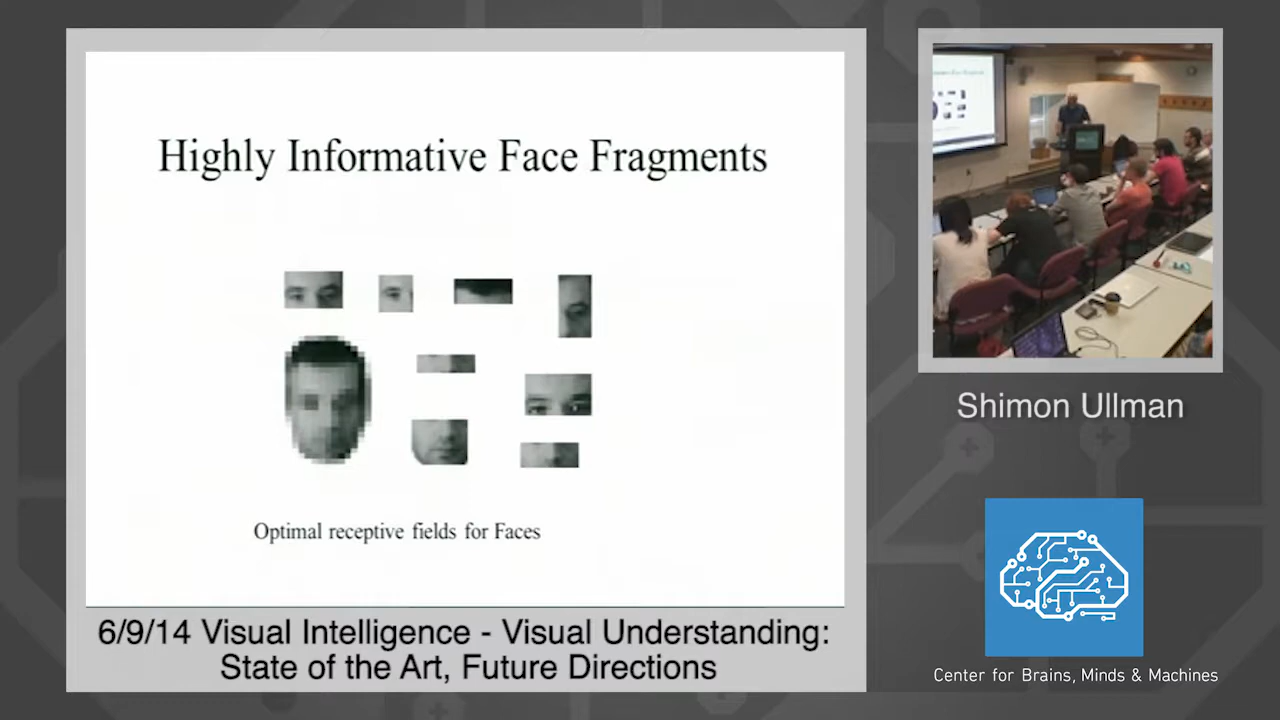 Highly Informative Face Fragments
Optimal receptive fields for Faces
6/9/14 Visual Intelligence - Visual Understanding:
State of the Art, Future Directions
Shimon Ullman
Center for Brains, Minds & Machines